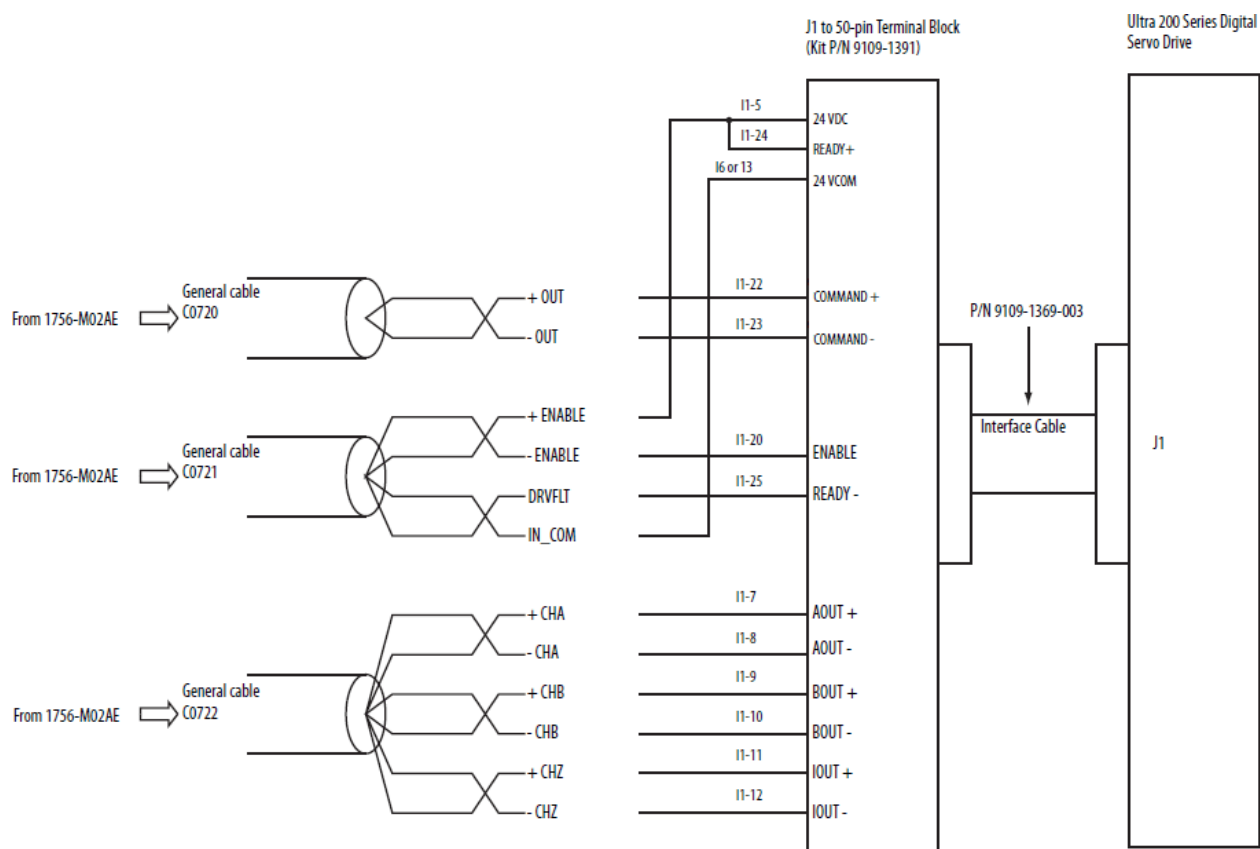 J1 to 50-pin Terminal Block
(Kit P/N 9109-1391)
Ultra 200 Series Digital
Servo Drive
I1-5
24 VDC
I1-24
READY+
I6 or 13
24 VCOM
From 1756-M02AE
General cable
C0720
+ OUT
I1-22
COMMAND +
- OUT
I1-23
COMMAND -
P/N 9109-1369-003
Interface Cable
J1
From 1756-M02AE
General cable
C0721
+ ENABLE
- ENABLE
I1-20
ENABLE
DRVFLT
I1-25
READY -
IN_COM
From 1756-M02AE
General cable
C0722
+ CHA
I1-7
AOUT +
- CHA
I1-8
AOUT -
+ CHB
I1-9
BOUT +
- CHB
I1-10
BOUT -
+ CHZ
I1-11
IOUT +
- CHZ
I1-12
IOUT -